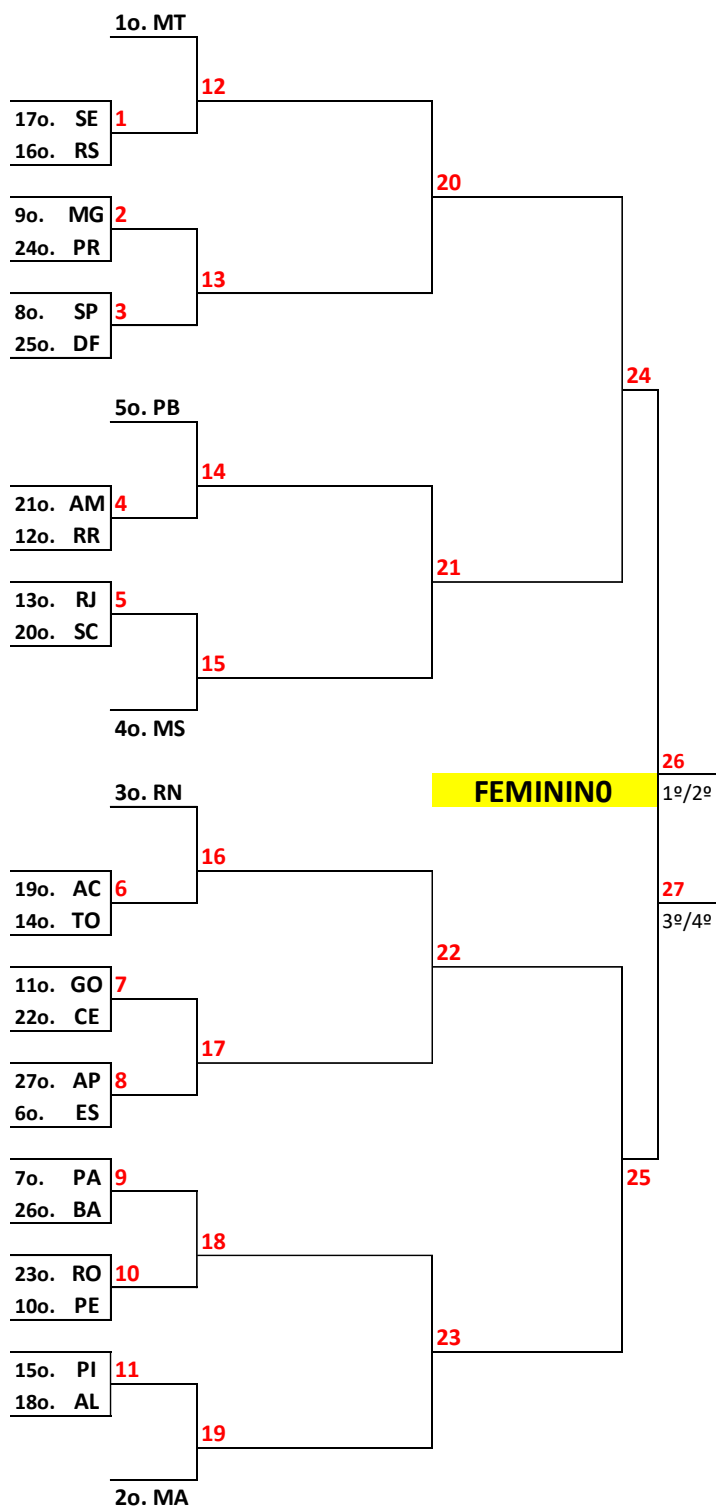 1o. MT
12
17o. SE 1
16o. RS
20
9o. MG 2
24o. PR
13
8o. SP 3
25o. DF
24
5o. PB
14
21o. AM 4
12o. RR
21
13o. RJ 5
20o. SC
15
4o. MS
26
FEMININ0 1º/2º
3o. RN
16
19o. AC 6 27
14o. TO 3º/4º
22
11o. GO 7
22o. CE
17
27o. AP 8
6o. ES
7o. PA 9 25
26o. BA
18
23o. RO 10
10o. PE
23
15o. PI 11
18o. AL
19
2o. MA